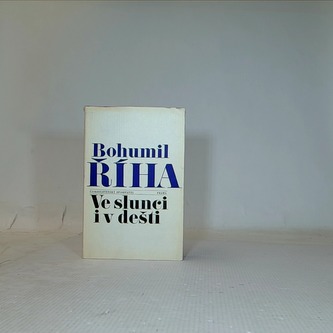 Bohumil
ŘÍHA
Ve slunci
i v dešti